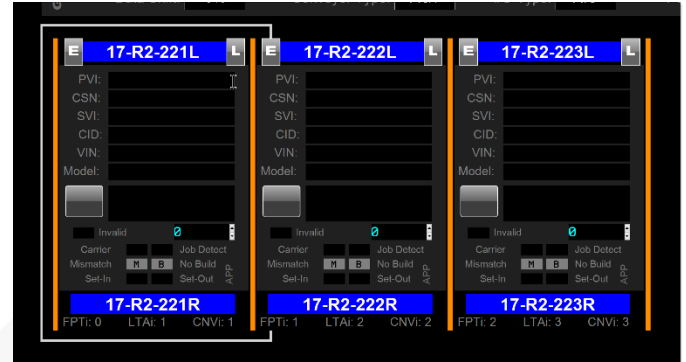 E 17-R2-221L L E 17-R2-222L L E 17-R2-223L L
PVI: PVI: PVI:
CSN: CSN: CSN:
SVI: SVI: SVI:
CID: CID: CID:
VIN: VIN: VIN:
Model: Model: Model:
Invalid 0 Invalid 0 Invalid 0
Carrier Job Detect Carrier Job Detect Carrier Job Detect
Mismatch M B No Build Mismatch M B No Build Mismatch M B No Build
Set-In Set-Out APP Set-In Set-Out APP Set-In Set-Out APP
17-R2-221R 17-R2-222R 17-R2-223R
FPTi: 0 LTAi: 1 CNVi: 1 FPTi: 1 LTAi: 2 CNVi: 2 FPTi: 2 LTAi: 3 CNVi: 3